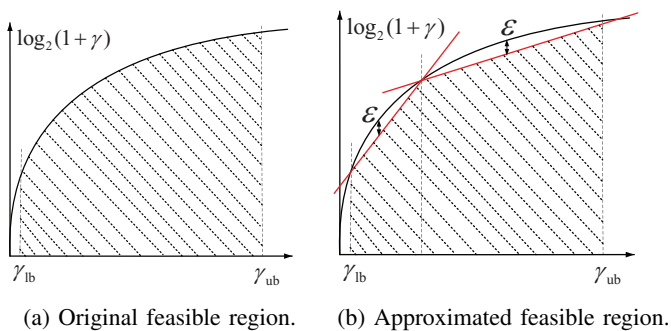 log₂(1+γ)
γ_lb
γ_ub
(a) Original feasible region.
log₂(1+γ)
ε
ε
γ_lb
γ_ub
(b) Approximated feasible region.